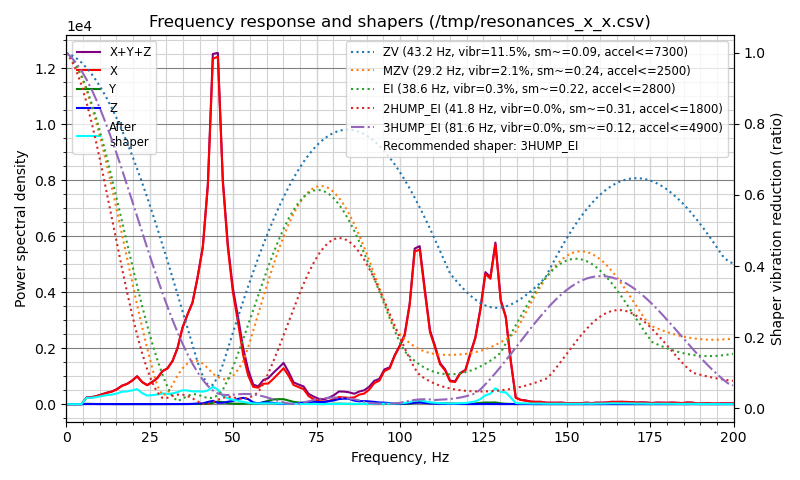 Frequency response and shapers (/tmp/resonances_x_x.csv)
1e4
X+Y+Z
X
Y
Z
After
shaper
ZV (43.2 Hz, vibr=11.5%, sm~=0.09, accel<=7300)
MZV (29.2 Hz, vibr=2.1%, sm~=0.24, accel<=2500)
EI (38.6 Hz, vibr=0.3%, sm~=0.22, accel<=2800)
2HUMP_EI (41.8 Hz, vibr=0.0%, sm~=0.31, accel<=1800)
3HUMP_EI (81.6 Hz, vibr=0.0%, sm~=0.12, accel<=4900)
Recommended shaper: 3HUMP_EI
Power spectral density
1.2
1.0
0.8
0.6
0.4
0.2
0.0
1.0
0.8
0.6
0.4
0.2
0.0
Shaper vibration reduction (ratio)
0 25 50 75 100 125 150 175 200
Frequency, Hz